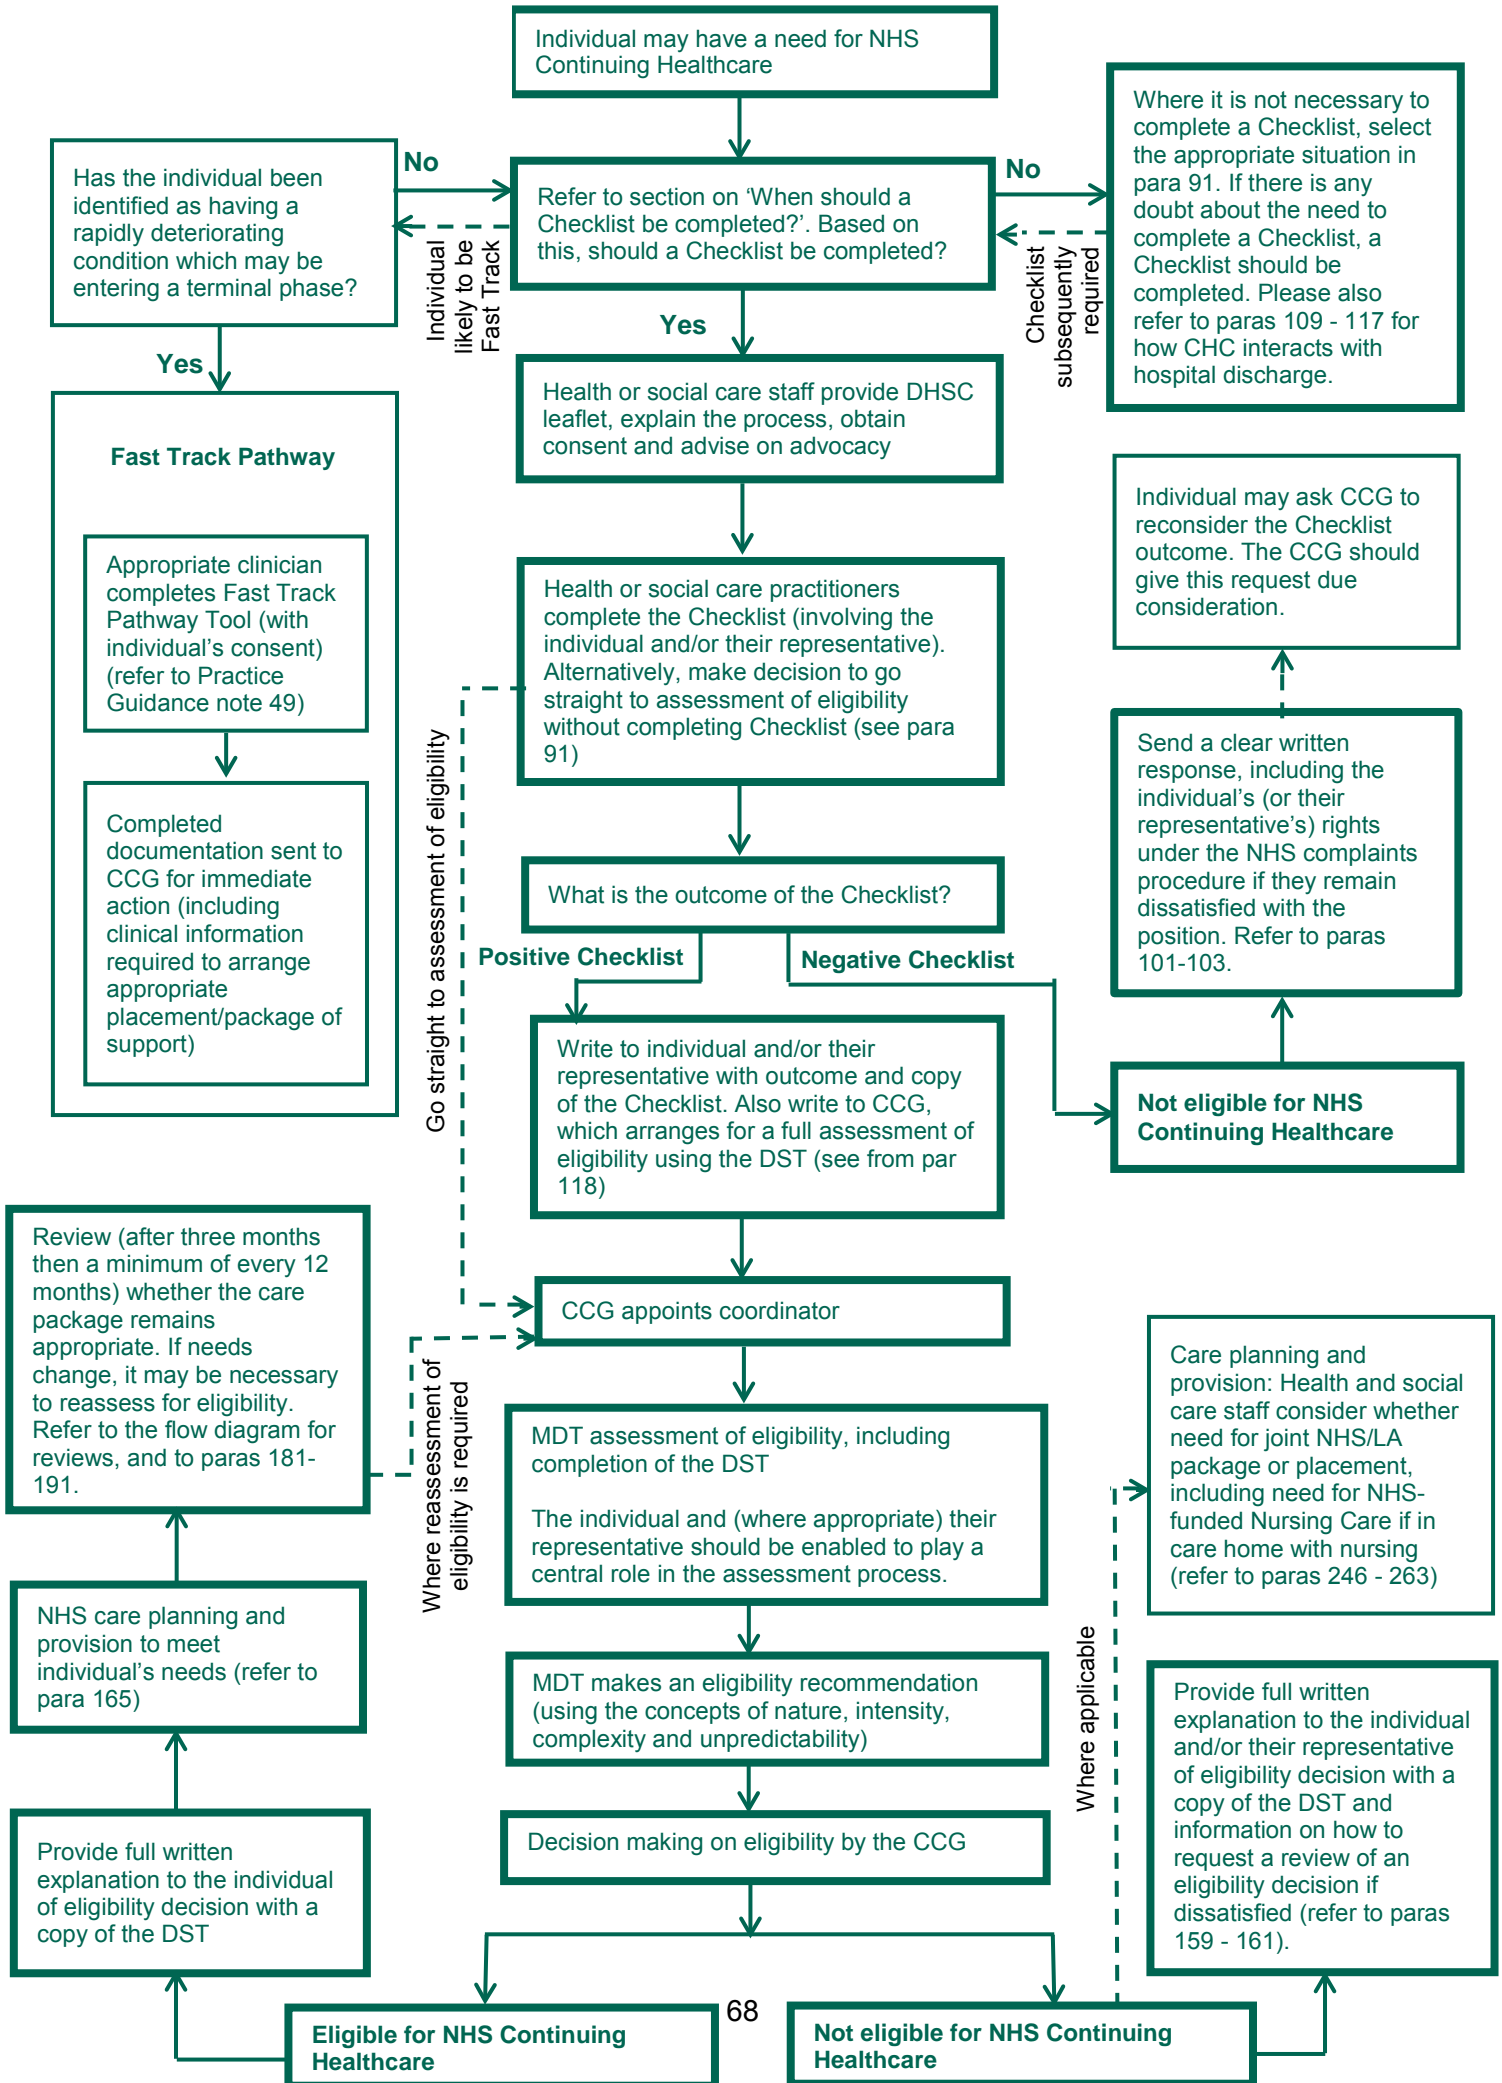 Individual may have a need for NHS
Continuing Healthcare
Has the individual been
identified as having a
rapidly deteriorating
condition which may be
entering a terminal phase?
No
Individual
likely to be
Fast Track
Refer to section on ‘When should a
Checklist be completed?’. Based on
this, should a Checklist be completed?
No
Checklist
subsequently
required
Where it is not necessary to
complete a Checklist, select
the appropriate situation in
para 91. If there is any
doubt about the need to
complete a Checklist, a
Checklist should be
completed. Please also
refer to paras 109 - 117 for
how CHC interacts with
hospital discharge.
Yes
Yes
Fast Track Pathway
Appropriate clinician
completes Fast Track
Pathway Tool (with
individual’s consent)
(refer to Practice
Guidance note 49)
Completed
documentation sent to
CCG for immediate
action (including
clinical information
required to arrange
appropriate
placement/package of
support)
Health or social care staff provide DHSC
leaflet, explain the process, obtain
consent and advise on advocacy
Health or social care practitioners
complete the Checklist (involving the
individual and/or their representative).
Alternatively, make decision to go
straight to assessment of eligibility
without completing Checklist (see para
91)
Go straight to assessment of eligibility
What is the outcome of the Checklist?
Positive Checklist
Negative Checklist
Individual may ask CCG to
reconsider the Checklist
outcome. The CCG should
give this request due
consideration.
Send a clear written
response, including the
individual’s (or their
representative’s) rights
under the NHS complaints
procedure if they remain
dissatisfied with the
position. Refer to paras
101-103.
Not eligible for NHS
Continuing Healthcare
Write to individual and/or their
representative with outcome and copy
of the Checklist. Also write to CCG,
which arranges for a full assessment of
eligibility using the DST (see from par
118)
CCG appoints coordinator
Review (after three months
then a minimum of every 12
months) whether the care
package remains
appropriate. If needs
change, it may be necessary
to reassess for eligibility.
Refer to the flow diagram for
reviews, and to paras 181-
191.
Where reassessment of
eligibility is required
MDT assessment of eligibility, including
completion of the DST
The individual and (where appropriate) their
representative should be enabled to play a
central role in the assessment process.
Care planning and
provision: Health and social
care staff consider whether
need for joint NHS/LA
package or placement,
including need for NHS-
funded Nursing Care if in
care home with nursing
(refer to paras 246 - 263)
NHS care planning and
provision to meet
individual’s needs (refer to
para 165)
MDT makes an eligibility recommendation
(using the concepts of nature, intensity,
complexity and unpredictability)
Where applicable
Provide full written
explanation to the individual
and/or their representative
of eligibility decision with a
copy of the DST and
information on how to
request a review of an
eligibility decision if
dissatisfied (refer to paras
159 - 161).
Provide full written
explanation to the individual
of eligibility decision with a
copy of the DST
Decision making on eligibility by the CCG
Eligible for NHS Continuing
Healthcare
68
Not eligible for NHS Continuing
Healthcare